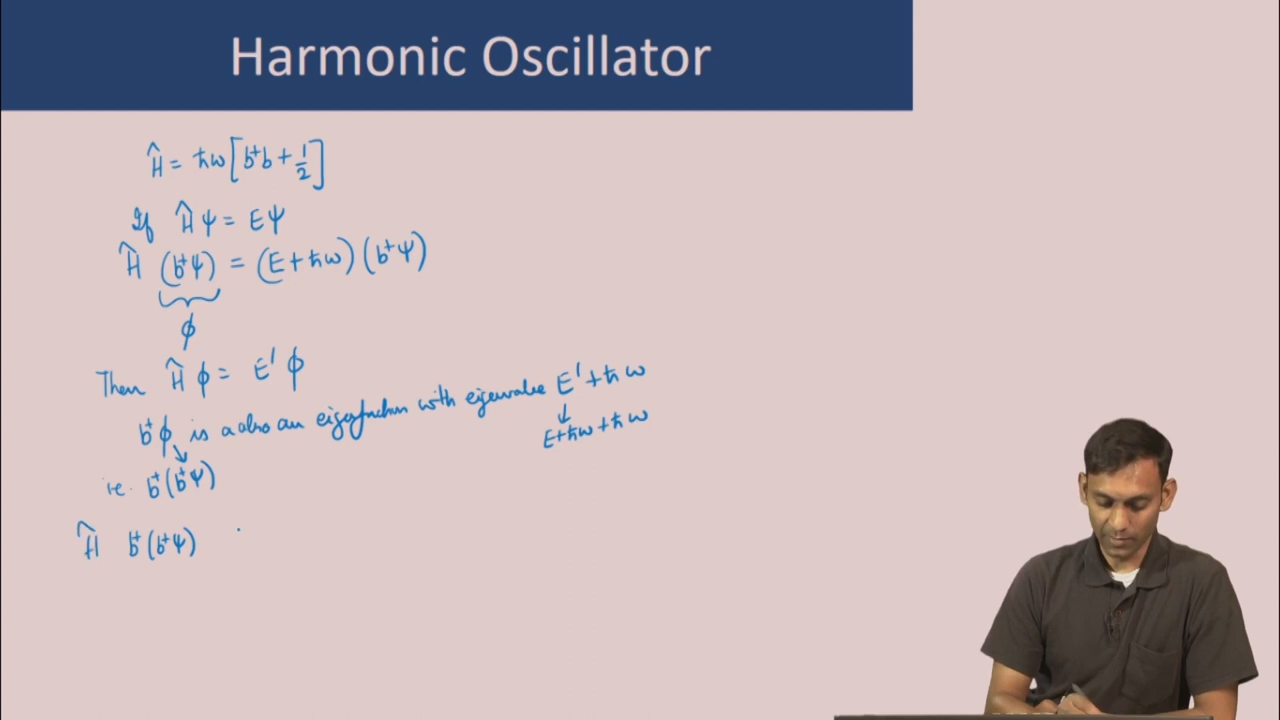 Harmonic Oscillator
Ĥ = ħω[b⁺b + 1/2]
If Ĥψ = Eψ
Ĥ (b⁺ψ) = (E+ħω)(b⁺ψ)
ϕ
Then Ĥϕ = E′ϕ
b⁺ϕ is a also an eigenfunction with eigenvalue E′+ħω
E+ħω+ħω
i.e. b⁺(b⁺ψ)
Ĥ b⁺(b⁺ψ)